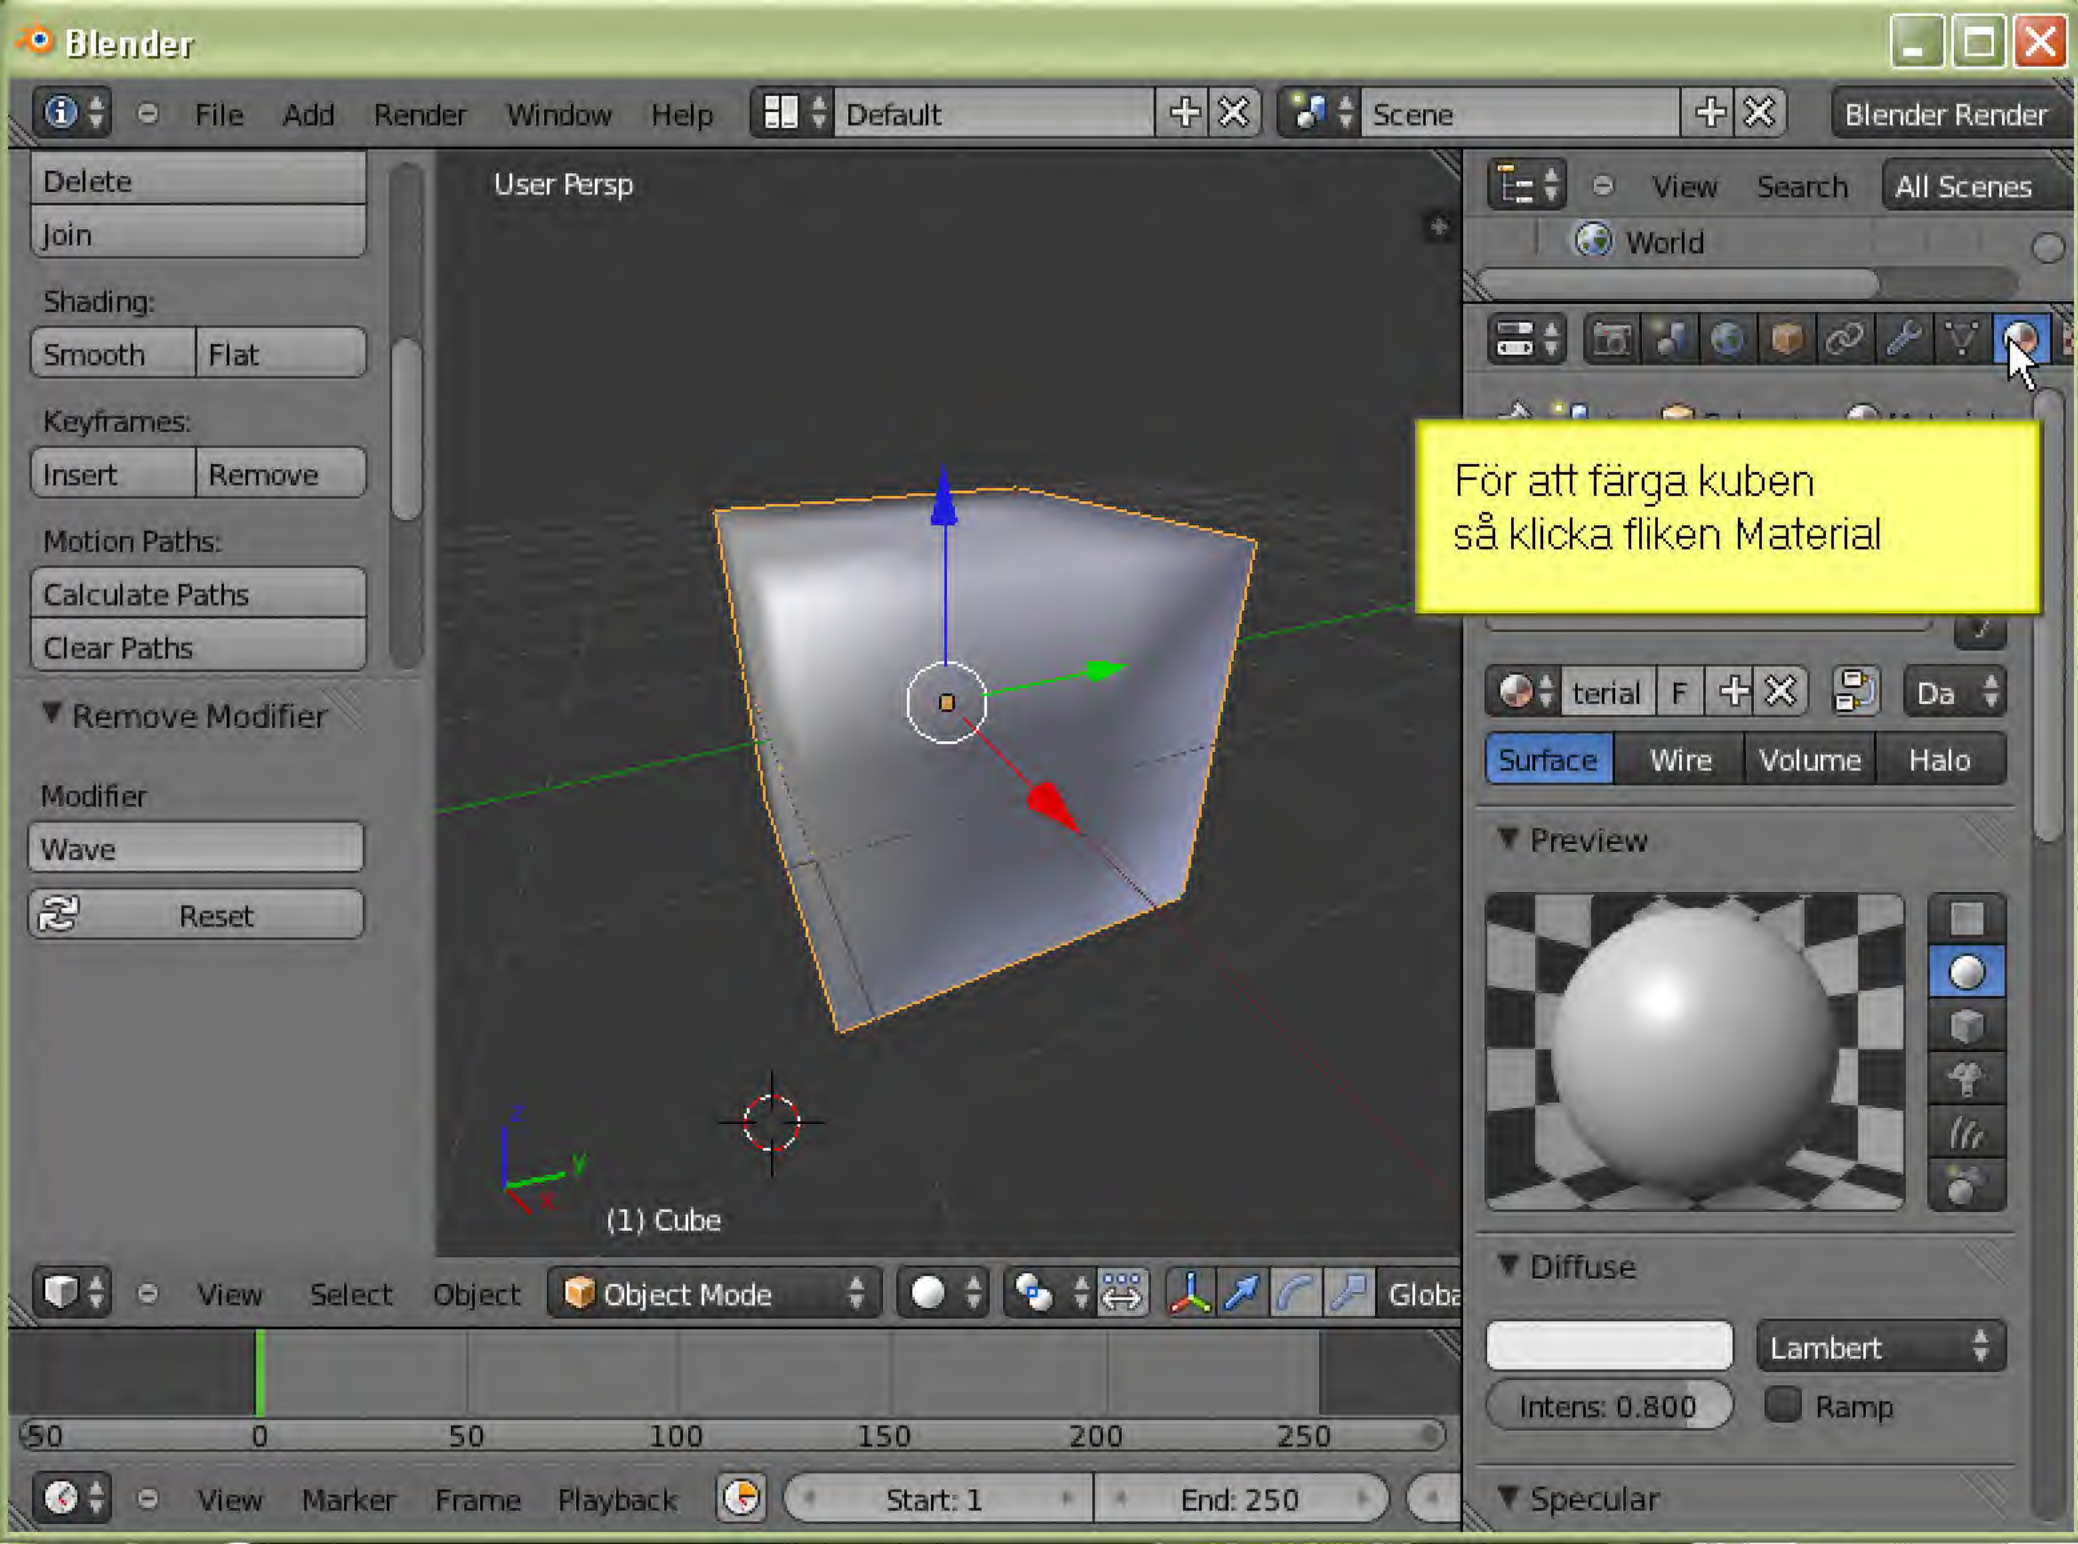 Blender
File Add Render Window Help Default Scene Blender Render
Delete
Join
Shading:
Smooth Flat
Keyframes:
Insert Remove
Motion Paths:
Calculate Paths
Clear Paths
Remove Modifier
Modifier
Wave
Reset
User Persp
z
y
x
(1) Cube
View Search All Scenes
World
För att färga kuben
så klicka fliken Material
terial F Da
Surface Wire Volume Halo
Preview
Diffuse
Lambert
Intens: 0.800 Ramp
Specular
View Select Object Object Mode Globa
-50 0 50 100 150 200 250
View Marker Frame Playback Start: 1 End: 250